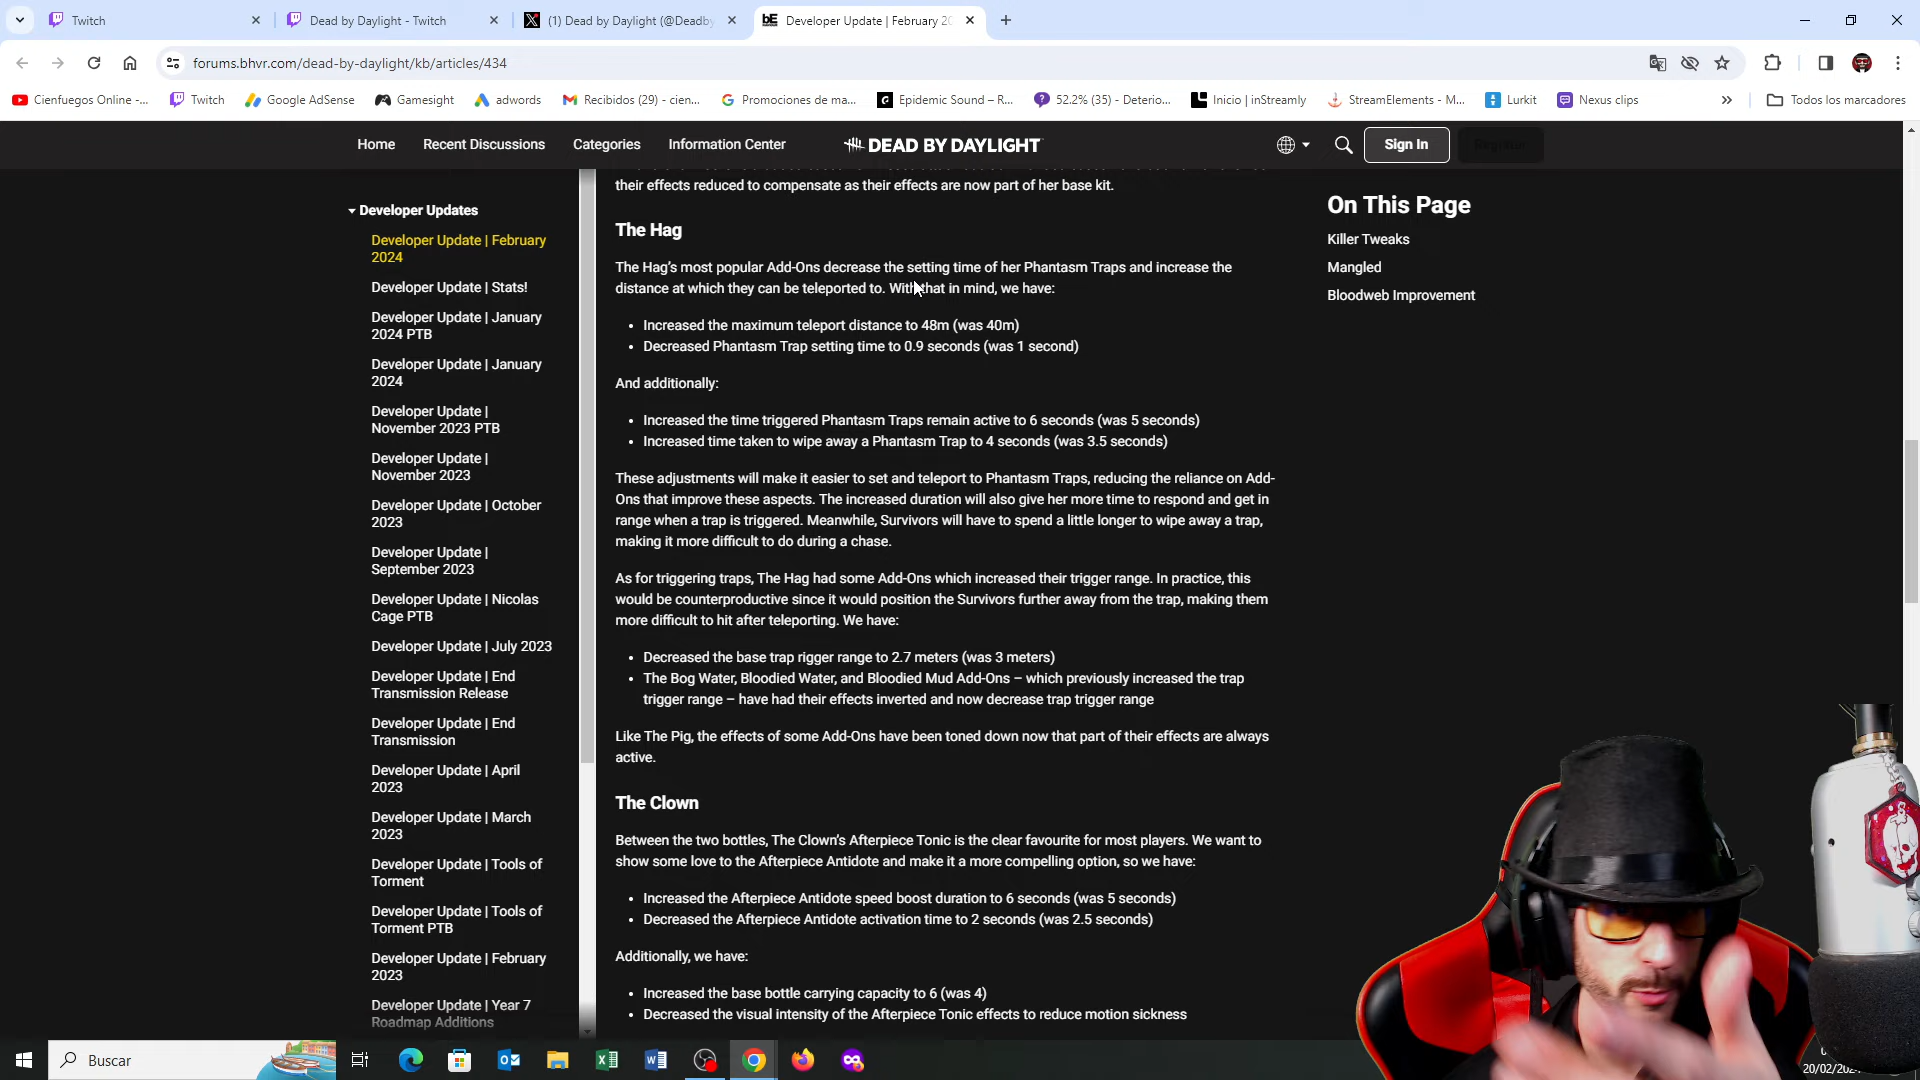 Twitch
Dead by Daylight - Twitch
(1) Dead by Daylight (@Deadby
Developer Update | February 20
forums.bhvr.com/dead-by-daylight/kb/articles/434
Cienfuegos Online -...
Twitch
Google AdSense
Gamesight
adwords
Recibidos (29) - cien...
Promociones de ma...
Epidemic Sound – R...
52.2% (35) - Deterio...
Inicio | inStreamly
StreamElements - M...
Lurkit
Nexus clips
Todos los marcadores
Home
Recent Discussions
Categories
Information Center
DEAD BY DAYLIGHT
Sign In
Register
Developer Updates
Developer Update | February
2024
Developer Update | Stats!
Developer Update | January
2024 PTB
Developer Update | January
2024
Developer Update |
November 2023 PTB
Developer Update |
November 2023
Developer Update | October
2023
Developer Update |
September 2023
Developer Update | Nicolas
Cage PTB
Developer Update | July 2023
Developer Update | End
Transmission Release
Developer Update | End
Transmission
Developer Update | April
2023
Developer Update | March
2023
Developer Update | Tools of
Torment
Developer Update | Tools of
Torment PTB
Developer Update | February
2023
Developer Update | Year 7
Roadmap Additions
their effects reduced to compensate as their effects are now part of her base kit.
The Hag
The Hag's most popular Add-Ons decrease the setting time of her Phantasm Traps and increase the
distance at which they can be teleported to. With that in mind, we have:
• Increased the maximum teleport distance to 48m (was 40m)
• Decreased Phantasm Trap setting time to 0.9 seconds (was 1 second)
And additionally:
• Increased the time triggered Phantasm Traps remain active to 6 seconds (was 5 seconds)
• Increased time taken to wipe away a Phantasm Trap to 4 seconds (was 3.5 seconds)
These adjustments will make it easier to set and teleport to Phantasm Traps, reducing the reliance on Add-
Ons that improve these aspects. The increased duration will also give her more time to respond and get in
range when a trap is triggered. Meanwhile, Survivors will have to spend a little longer to wipe away a trap,
making it more difficult to do during a chase.
As for triggering traps, The Hag had some Add-Ons which increased their trigger range. In practice, this
would be counterproductive since it would position the Survivors further away from the trap, making them
more difficult to hit after teleporting. We have:
• Decreased the base trap rigger range to 2.7 meters (was 3 meters)
• The Bog Water, Bloodied Water, and Bloodied Mud Add-Ons – which previously increased the trap
trigger range – have had their effects inverted and now decrease trap trigger range
Like The Pig, the effects of some Add-Ons have been toned down now that part of their effects are always
active.
The Clown
Between the two bottles, The Clown's Afterpiece Tonic is the clear favourite for most players. We want to
show some love to the Afterpiece Antidote and make it a more compelling option, so we have:
• Increased the Afterpiece Antidote speed boost duration to 6 seconds (was 5 seconds)
• Decreased the Afterpiece Antidote activation time to 2 seconds (was 2.5 seconds)
Additionally, we have:
• Increased the base bottle carrying capacity to 6 (was 4)
• Decreased the visual intensity of the Afterpiece Tonic effects to reduce motion sickness
On This Page
Killer Tweaks
Mangled
Bloodweb Improvement
Buscar
20/02/202